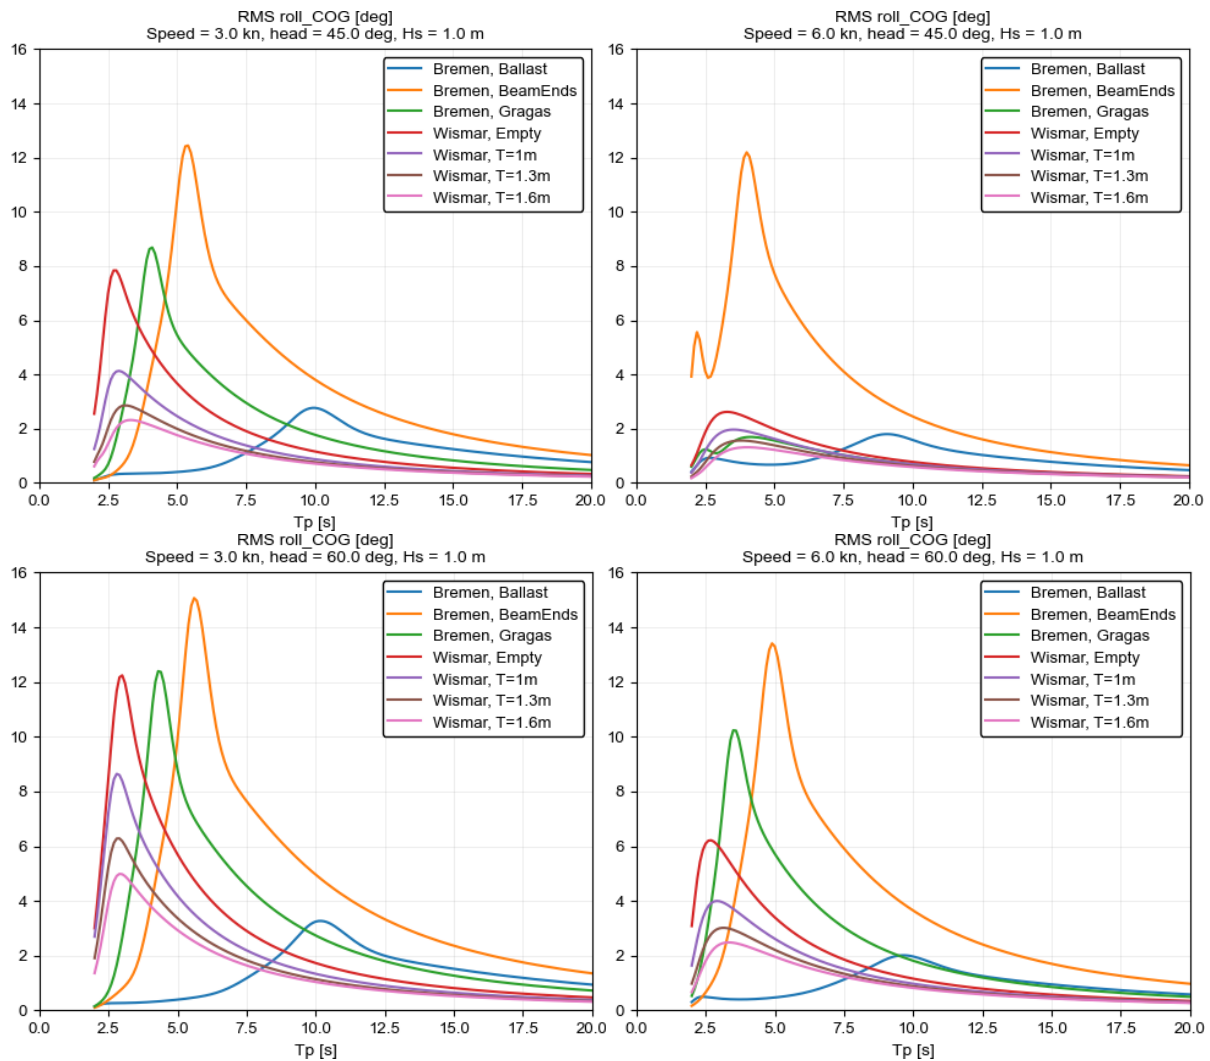 RMS roll_COG [deg]
Speed = 3.0 kn, head = 45.0 deg, Hs = 1.0 m
16
14
12
10
8
6
4
2
0
0.0 2.5 5.0 7.5 10.0 12.5 15.0 17.5 20.0
Tp [s]
Bremen, Ballast
Bremen, BeamEnds
Bremen, Gragas
Wismar, Empty
Wismar, T=1m
Wismar, T=1.3m
Wismar, T=1.6m
RMS roll_COG [deg]
Speed = 6.0 kn, head = 45.0 deg, Hs = 1.0 m
16
14
12
10
8
6
4
2
0
0.0 2.5 5.0 7.5 10.0 12.5 15.0 17.5 20.0
Tp [s]
Bremen, Ballast
Bremen, BeamEnds
Bremen, Gragas
Wismar, Empty
Wismar, T=1m
Wismar, T=1.3m
Wismar, T=1.6m
RMS roll_COG [deg]
Speed = 3.0 kn, head = 60.0 deg, Hs = 1.0 m
16
14
12
10
8
6
4
2
0
0.0 2.5 5.0 7.5 10.0 12.5 15.0 17.5 20.0
Tp [s]
Bremen, Ballast
Bremen, BeamEnds
Bremen, Gragas
Wismar, Empty
Wismar, T=1m
Wismar, T=1.3m
Wismar, T=1.6m
RMS roll_COG [deg]
Speed = 6.0 kn, head = 60.0 deg, Hs = 1.0 m
16
14
12
10
8
6
4
2
0
0.0 2.5 5.0 7.5 10.0 12.5 15.0 17.5 20.0
Tp [s]
Bremen, Ballast
Bremen, BeamEnds
Bremen, Gragas
Wismar, Empty
Wismar, T=1m
Wismar, T=1.3m
Wismar, T=1.6m